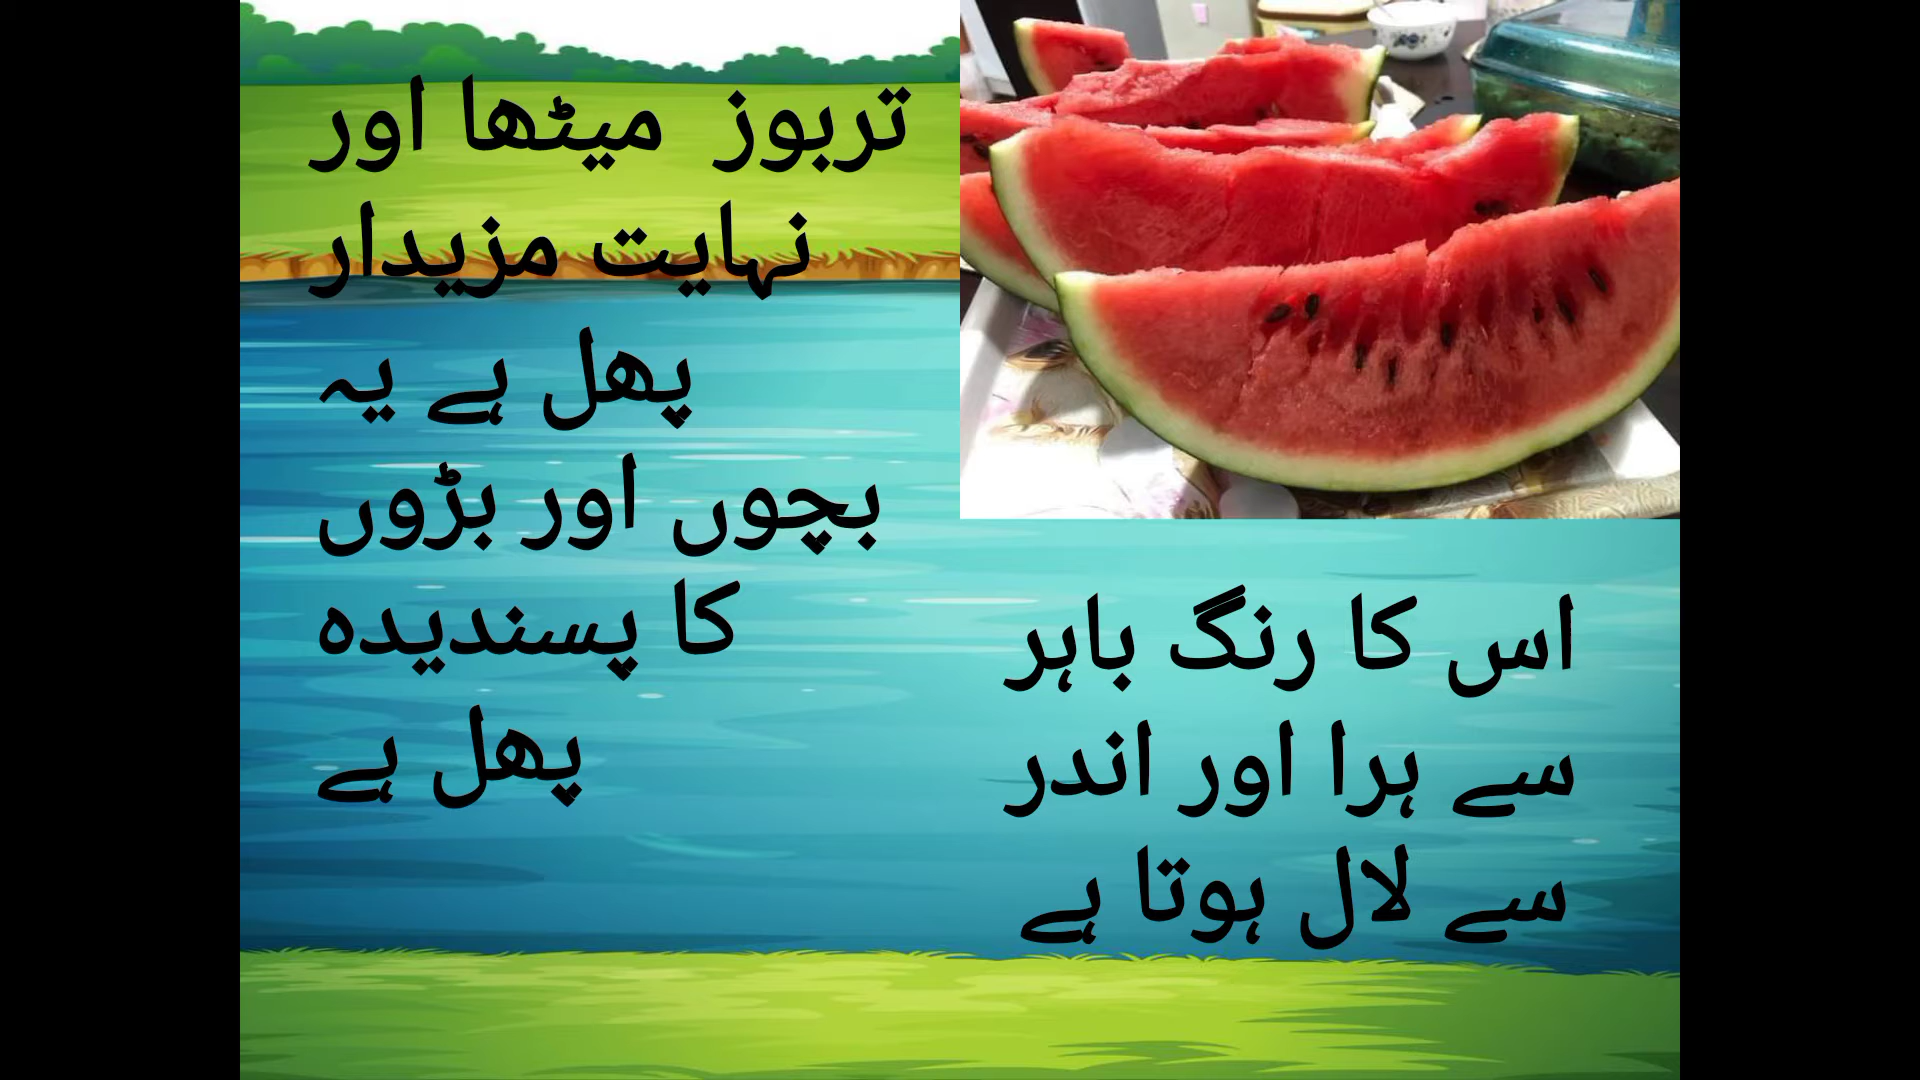 تربوز میٹھا اور
نہایت مزیدار
پھل ہے یہ
بچوں اور بڑوں
کا پسندیدہ
پھل ہے
اس کا رنگ باہر
سے ہرا اور اندر
سے لال ہوتا ہے